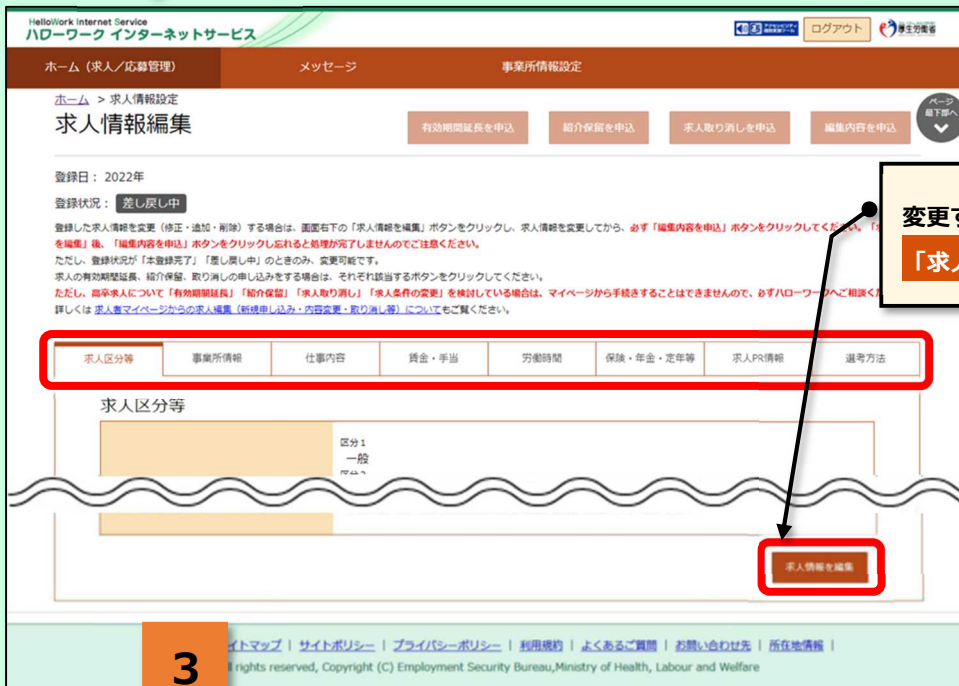 HelloWork Internet Service
ハローワーク インターネットサービス
ログアウト
厚生労働省
ホーム（求人／応募管理）
メッセージ
事業所情報設定
ホーム > 求人情報設定
求人情報編集
有効期間延長を申込
紹介保留を申込
求人取り消しを申込
編集内容を申込
ページ
最下部へ
登録日： 2022年
登録状況： 差し戻し中
登録した求人情報を変更（修正・追加・削除）する場合は、画面右下の「求人情報を編集」ボタンをクリックし、求人情報を変更してから、必ず「編集内容を申込」ボタンをクリックしてください。「
を編集」後、「編集内容を申込」ボタンをクリックし忘れると処理が完了しませんのでご注意ください。
ただし、登録状況が「本登録完了」「差し戻し中」のときのみ、変更可能です。
求人の有効期間延長、紹介保留、取り消しの申し込みをする場合は、それぞれ該当するボタンをクリックしてください。
ただし、高卒求人について「有効期間延長」「紹介保留」「求人取り消し」「求人条件の変更」を検討している場合は、マイページから手続きすることはできませんので、必ずハローワークへご相談く
詳しくは 求人者マイページからの求人編集（新規申し込み・内容変更・取り消し等）についてもご覧ください。
変更す
「求人
求人区分等
事業所情報
仕事内容
賃金・手当
労働時間
保険・年金・定年等
求人PR情報
選考方法
求人区分等
区分1
一般
求人情報を編集
イトマップ | サイトポリシー | プライバシーポリシー | 利用規約 | よくあるご質問 | お問い合わせ先 | 所在地情報 |
rights reserved, Copyright (C) Employment Security Bureau,Ministry of Health, Labour and Welfare
3